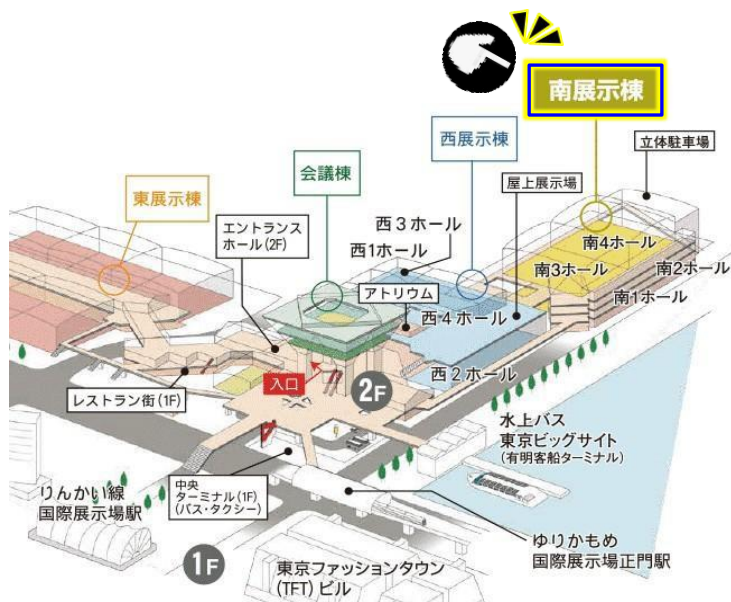 南展示棟
立体駐車場
西展示棟
会議棟
屋上展示場
東展示棟
エントランス
ホール(2F)
西3ホール
西1ホール
南4ホール
南3ホール
南2ホール
南1ホール
アトリウム
西4ホール
西2ホール
入口
2F
レストラン街(1F)
水上バス
東京ビッグサイト
(有明客船ターミナル)
中央
ターミナル(1F)
(バス・タクシー)
りんかい線
国際展示場駅
ゆりかもめ
国際展示場正門駅
1F
東京ファッションタウン
(TFT)ビル